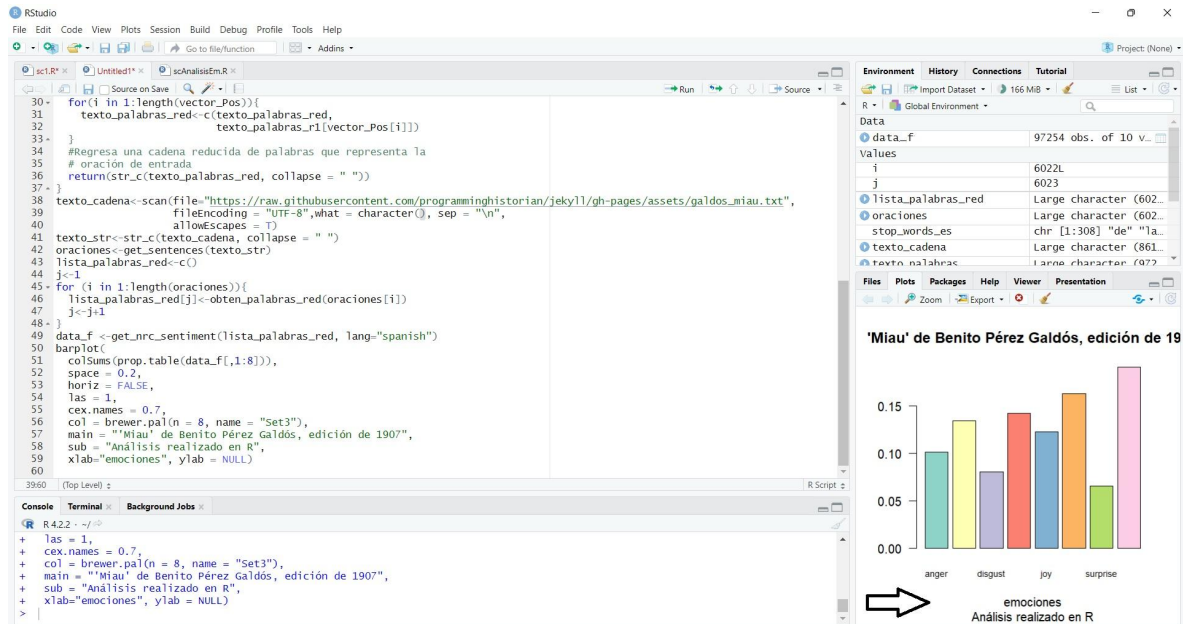 RStudio
File Edit Code View Plots Session Build Debug Profile Tools Help
Go to file/function Addins Project: (None)
sc1.R* Untitled1* scAnalisisEm.R
Source on Save Run Source
30 for(i in 1:length(vector_Pos)){
31 texto_palabras_red<-c(texto_palabras_red,
32 texto_palabras_r1[vector_Pos[i]])
33 }
34 #Regresa una cadena reducida de palabras que representa la
35 # oración de entrada
36 return(str_c(texto_palabras_red, collapse = " "))
37 }
38 texto_cadena<-scan(file="https://raw.githubusercontent.com/programminghistorian/jekyll/gh-pages/assets/galdos_miau.txt",
39 fileEncoding = "UTF-8",what = character(), sep = "\n",
40 allowEscapes = T)
41 texto_str<-str_c(texto_cadena, collapse = " ")
42 oraciones<-get_sentences(texto_str)
43 lista_palabras_red<-c()
44 j<-1
45 for (i in 1:length(oraciones)){
46 lista_palabras_red[j]<-obten_palabras_red(oraciones[i])
47 j<-j+1
48 }
49 data_f <-get_nrc_sentiment(lista_palabras_red, lang="spanish")
50 barplot(
51 colSums(prop.table(data_f[,1:8])),
52 space = 0.2,
53 horiz = FALSE,
54 las = 1,
55 cex.names = 0.7,
56 col = brewer.pal(n = 8, name = "Set3"),
57 main = "'Miau' de Benito Pérez Galdós, edición de 1907",
58 sub = "Análisis realizado en R",
59 xlab="emociones", ylab = NULL)
60
39:60 (Top Level) R Script
Console Terminal Background Jobs
R 4.2.2 · ~/
+ las = 1,
+ cex.names = 0.7,
+ col = brewer.pal(n = 8, name = "Set3"),
+ main = "'Miau' de Benito Pérez Galdós, edición de 1907",
+ sub = "Análisis realizado en R",
+ xlab="emociones", ylab = NULL)
>
Environment History Connections Tutorial
Import Dataset 166 MiB List
R Global Environment
Data
data_f 97254 obs. of 10 v…
Values
i 6022L
j 6023
lista_palabras_red Large character (602…
oraciones Large character (602…
stop_words_es chr [1:308] "de" "la…
texto_cadena Large character (861…
texto_palabras Large character (972…
Files Plots Packages Help Viewer Presentation
Zoom Export
'Miau' de Benito Pérez Galdós, edición de 19
0.15
0.10
0.05
0.00
anger disgust joy surprise
emociones
Análisis realizado en R